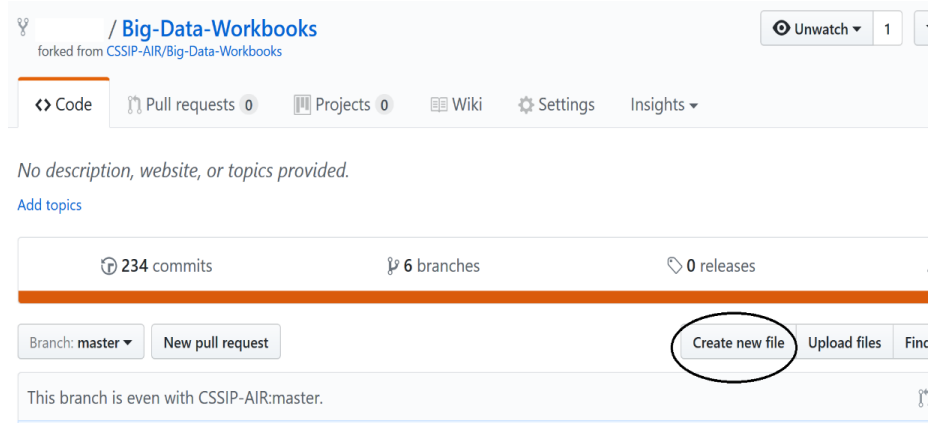 / Big-Data-Workbooks
Unwatch 1
forked from CSSIP-AIR/Big-Data-Workbooks
<> Code Pull requests 0 Projects 0 Wiki Settings Insights
No description, website, or topics provided.
Add topics
234 commits 6 branches 0 releases
Branch: master New pull request Create new file Upload files
This branch is even with CSSIP-AIR:master.